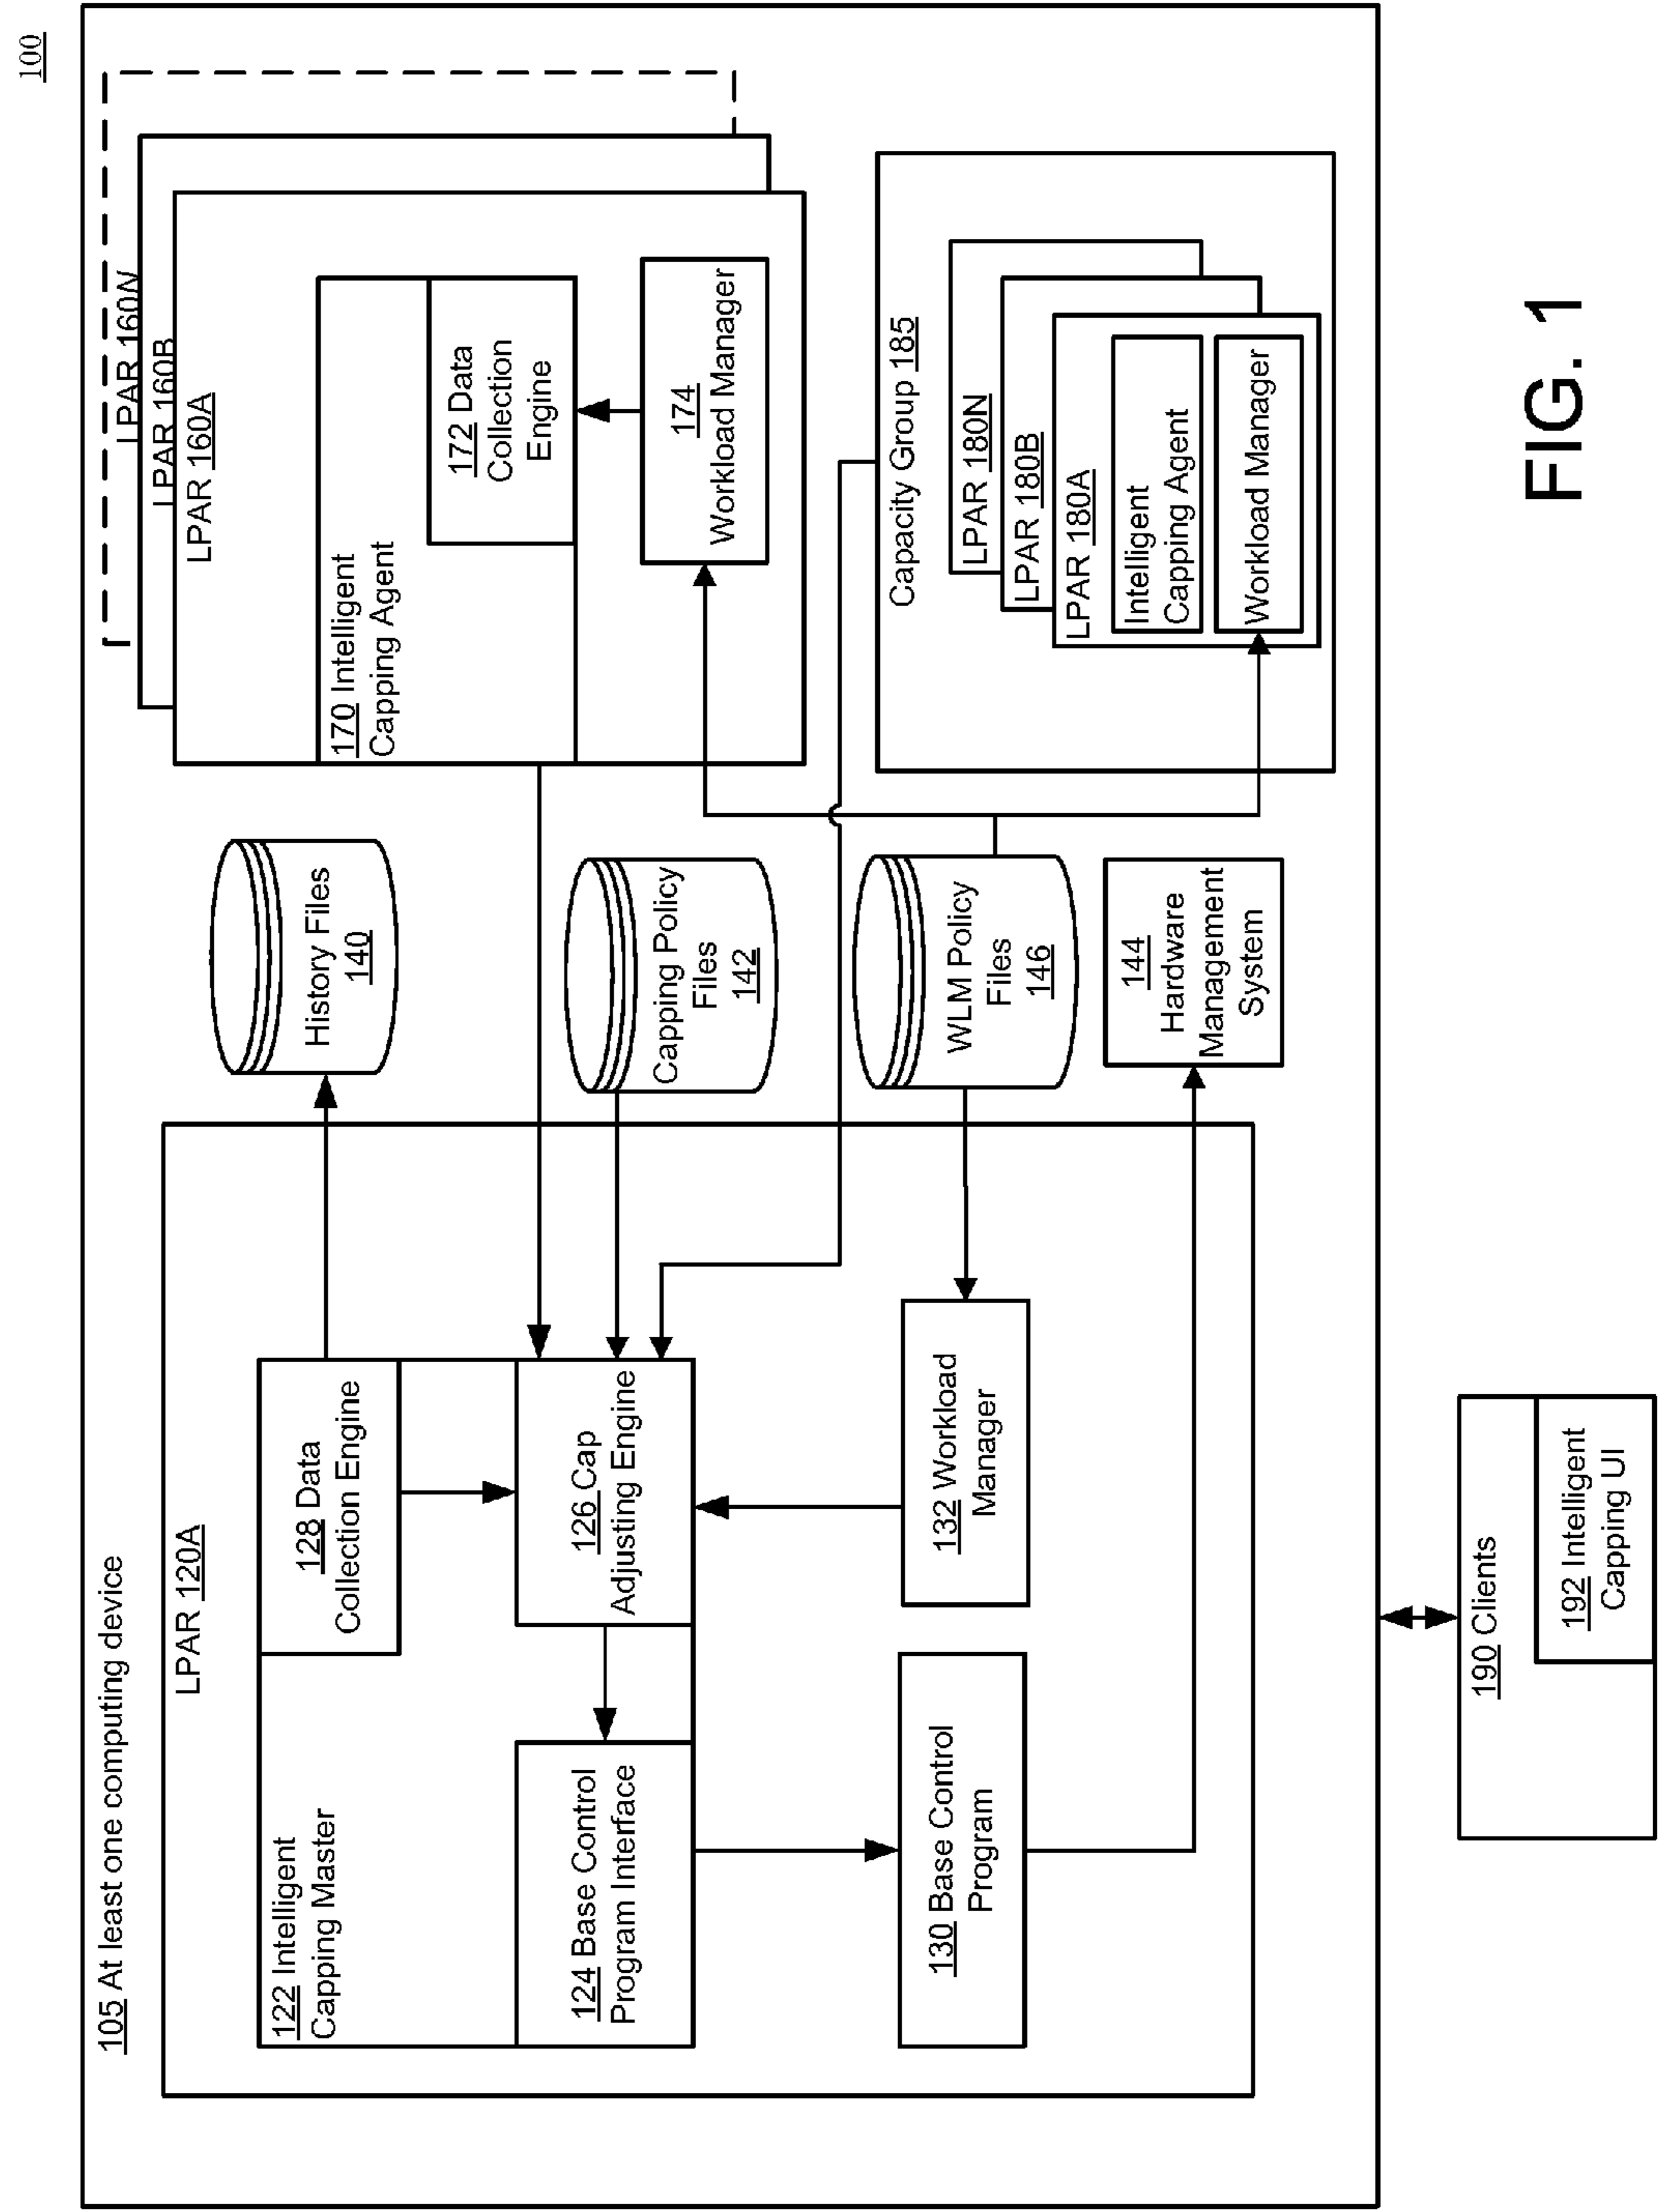 100
105 At least one computing device
LPAR 120A
122 Intelligent
Capping Master
128 Data
Collection Engine
124 Base Control
Program Interface
126 Cap
Adjusting Engine
130 Base Control
Program
132 Workload
Manager
History Files
140
Capping Policy
Files
142
WLM Policy
Files
146
144
Hardware
Management
System
LPAR 160N
LPAR 160B
LPAR 160A
170 Intelligent
Capping Agent
172 Data
Collection
Engine
174
Workload Manager
Capacity Group 185
LPAR 180N
LPAR 180B
LPAR 180A
Intelligent
Capping Agent
Workload Manager
190 Clients
192 Intelligent
Capping UI
FIG. 1